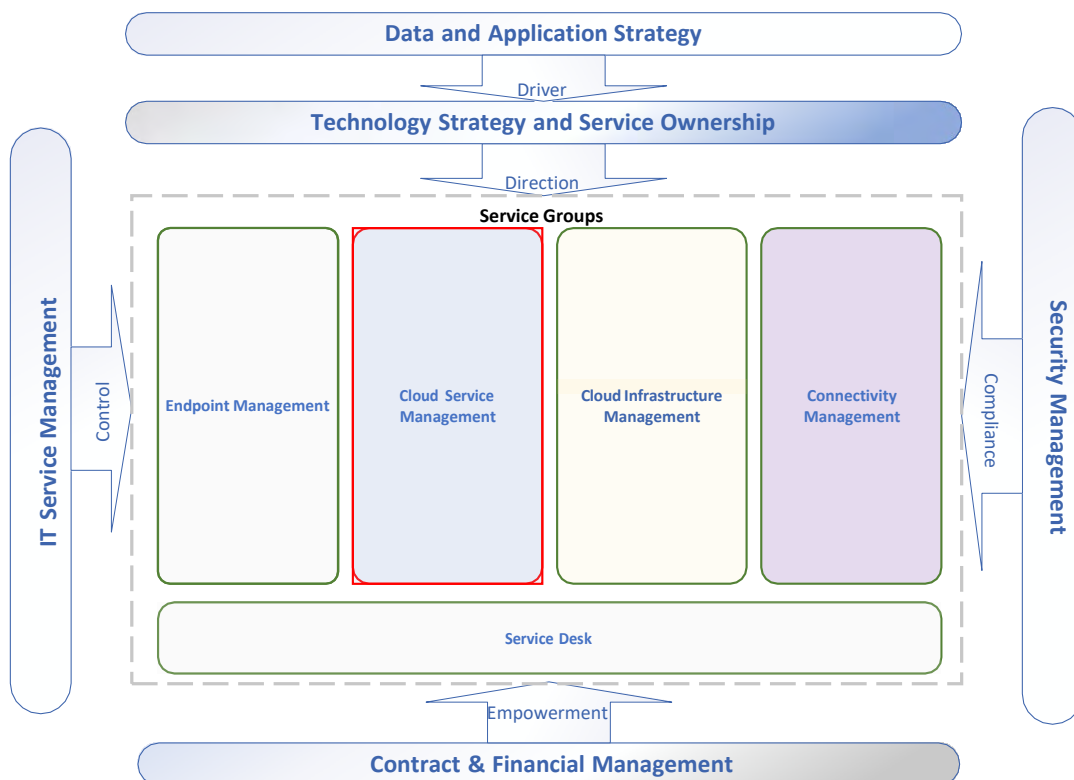 Data and Application Strategy
Driver
Technology Strategy and Service Ownership
Direction
Service Groups
IT Service Management
Control
Endpoint Management
Cloud Service
Management
Cloud Infrastructure
Management
Connectivity
Management
Compliance
Security Management
Service Desk
Empowerment
Contract & Financial Management